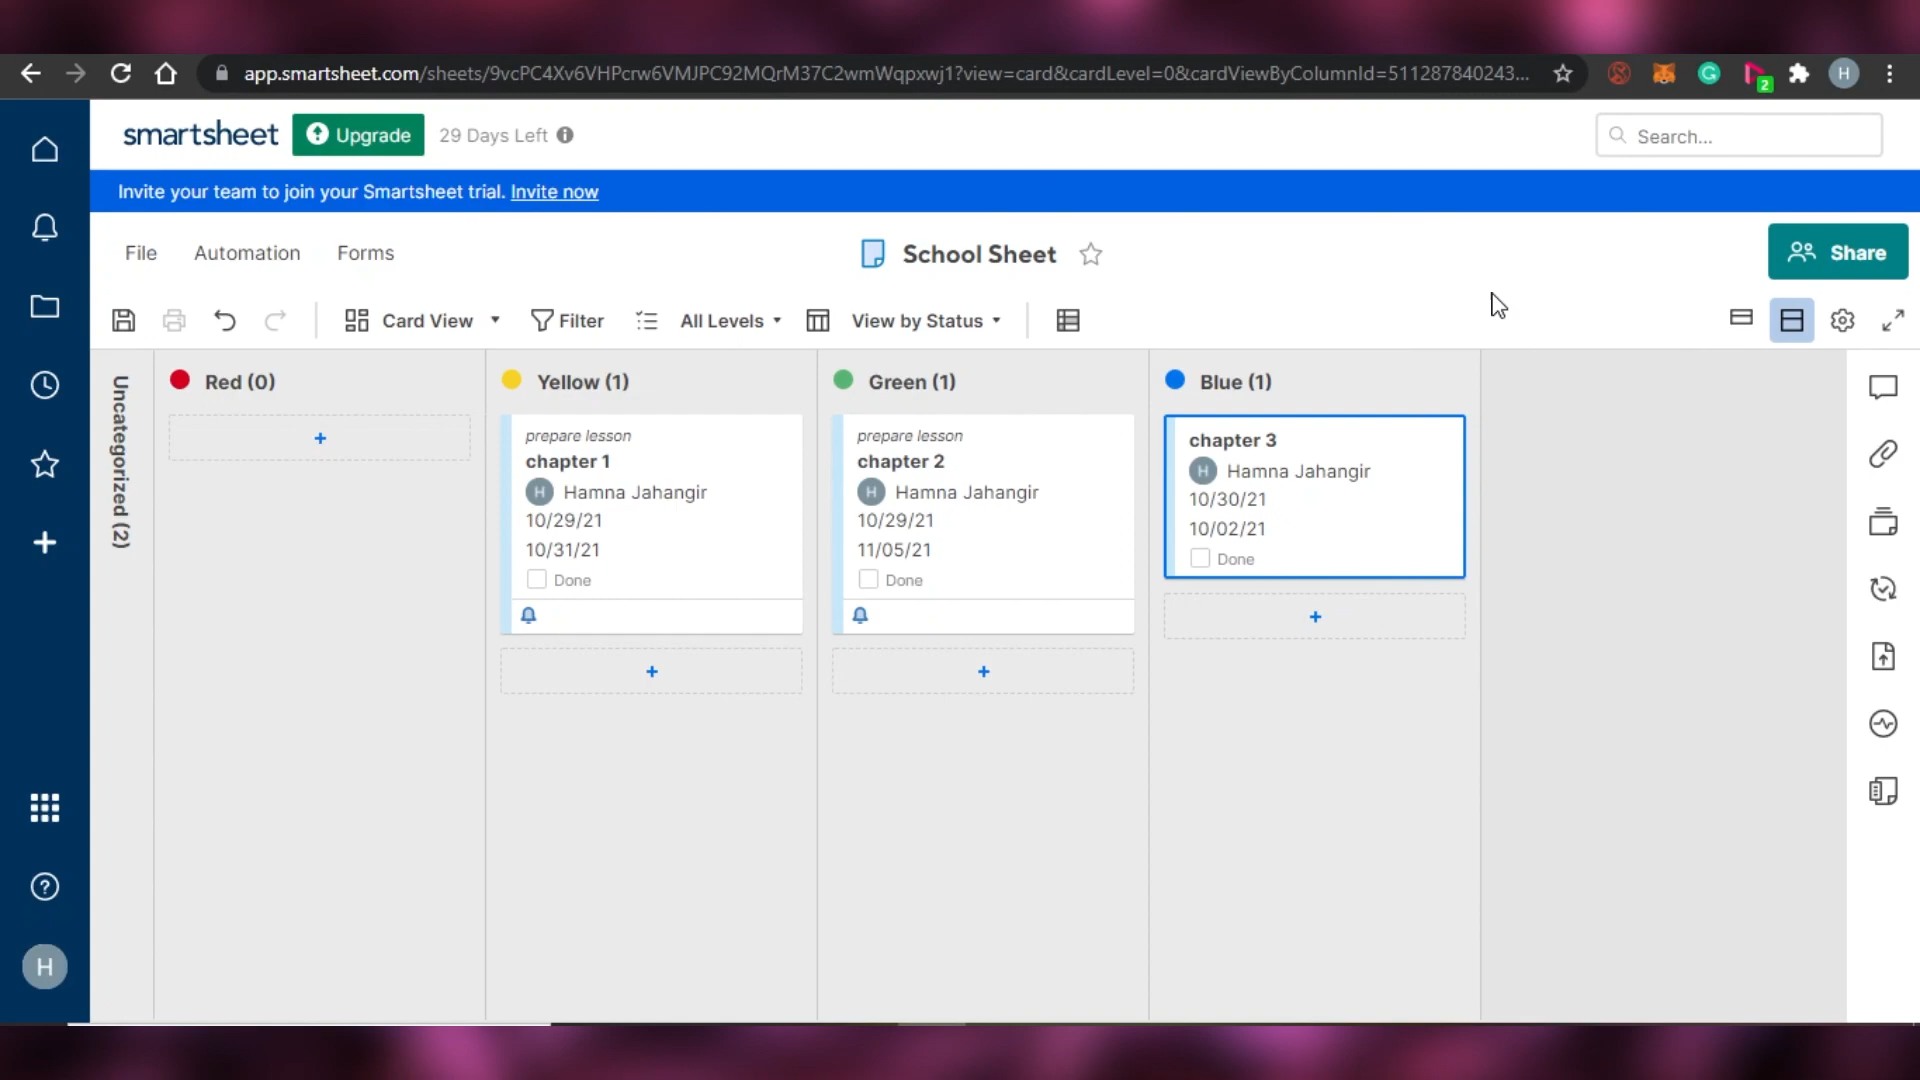 app.smartsheet.com/sheets/9vcPC4Xv6VHPcrw6VMJPC92MQrM37C2wmWqpxwj1?view=card&cardLevel=0&cardViewByColumnId=511287840243...
2
H
smartsheet
Upgrade
29 Days Left
Search...
Invite your team to join your Smartsheet trial. Invite now
File
Automation
Forms
School Sheet
Share
Card View
Filter
All Levels
View by Status
Uncategorized (2)
Red (0)
+
Yellow (1)
prepare lesson
chapter 1
H Hamna Jahangir
10/29/21
10/31/21
Done
+
Green (1)
prepare lesson
chapter 2
H Hamna Jahangir
10/29/21
11/05/21
Done
+
Blue (1)
chapter 3
H Hamna Jahangir
10/30/21
10/02/21
Done
+
H